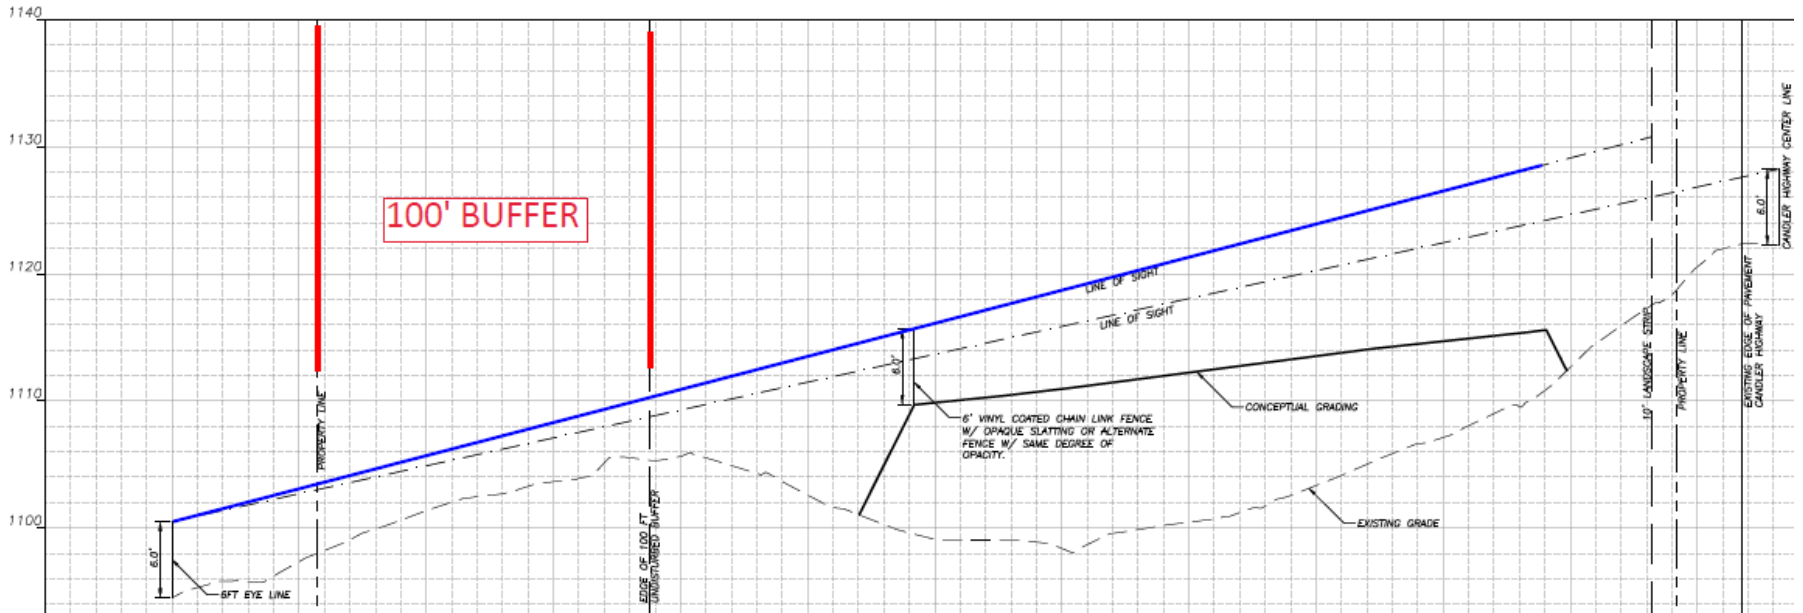 1140
1130
1120
1110
1100
100' BUFFER
LINE OF SIGHT
LINE OF SIGHT
6.0'
6.0'
6.0'
6FT EYE LINE
PROPERTY LINE
EDGE OF 100 FT
UNDISTURBED BUFFER
6' VINYL COATED CHAIN LINK FENCE
W/ OPAQUE SLATTING OR ALTERNATE
FENCE W/ SAME DEGREE OF
OPACITY.
CONCEPTUAL GRADING
EXISTING GRADE
10' LANDSCAPE STRIP
PROPERTY LINE
EXISTING EDGE OF PAVEMENT
CANDLER HIGHWAY
CANDLER HIGHWAY CENTER LINE